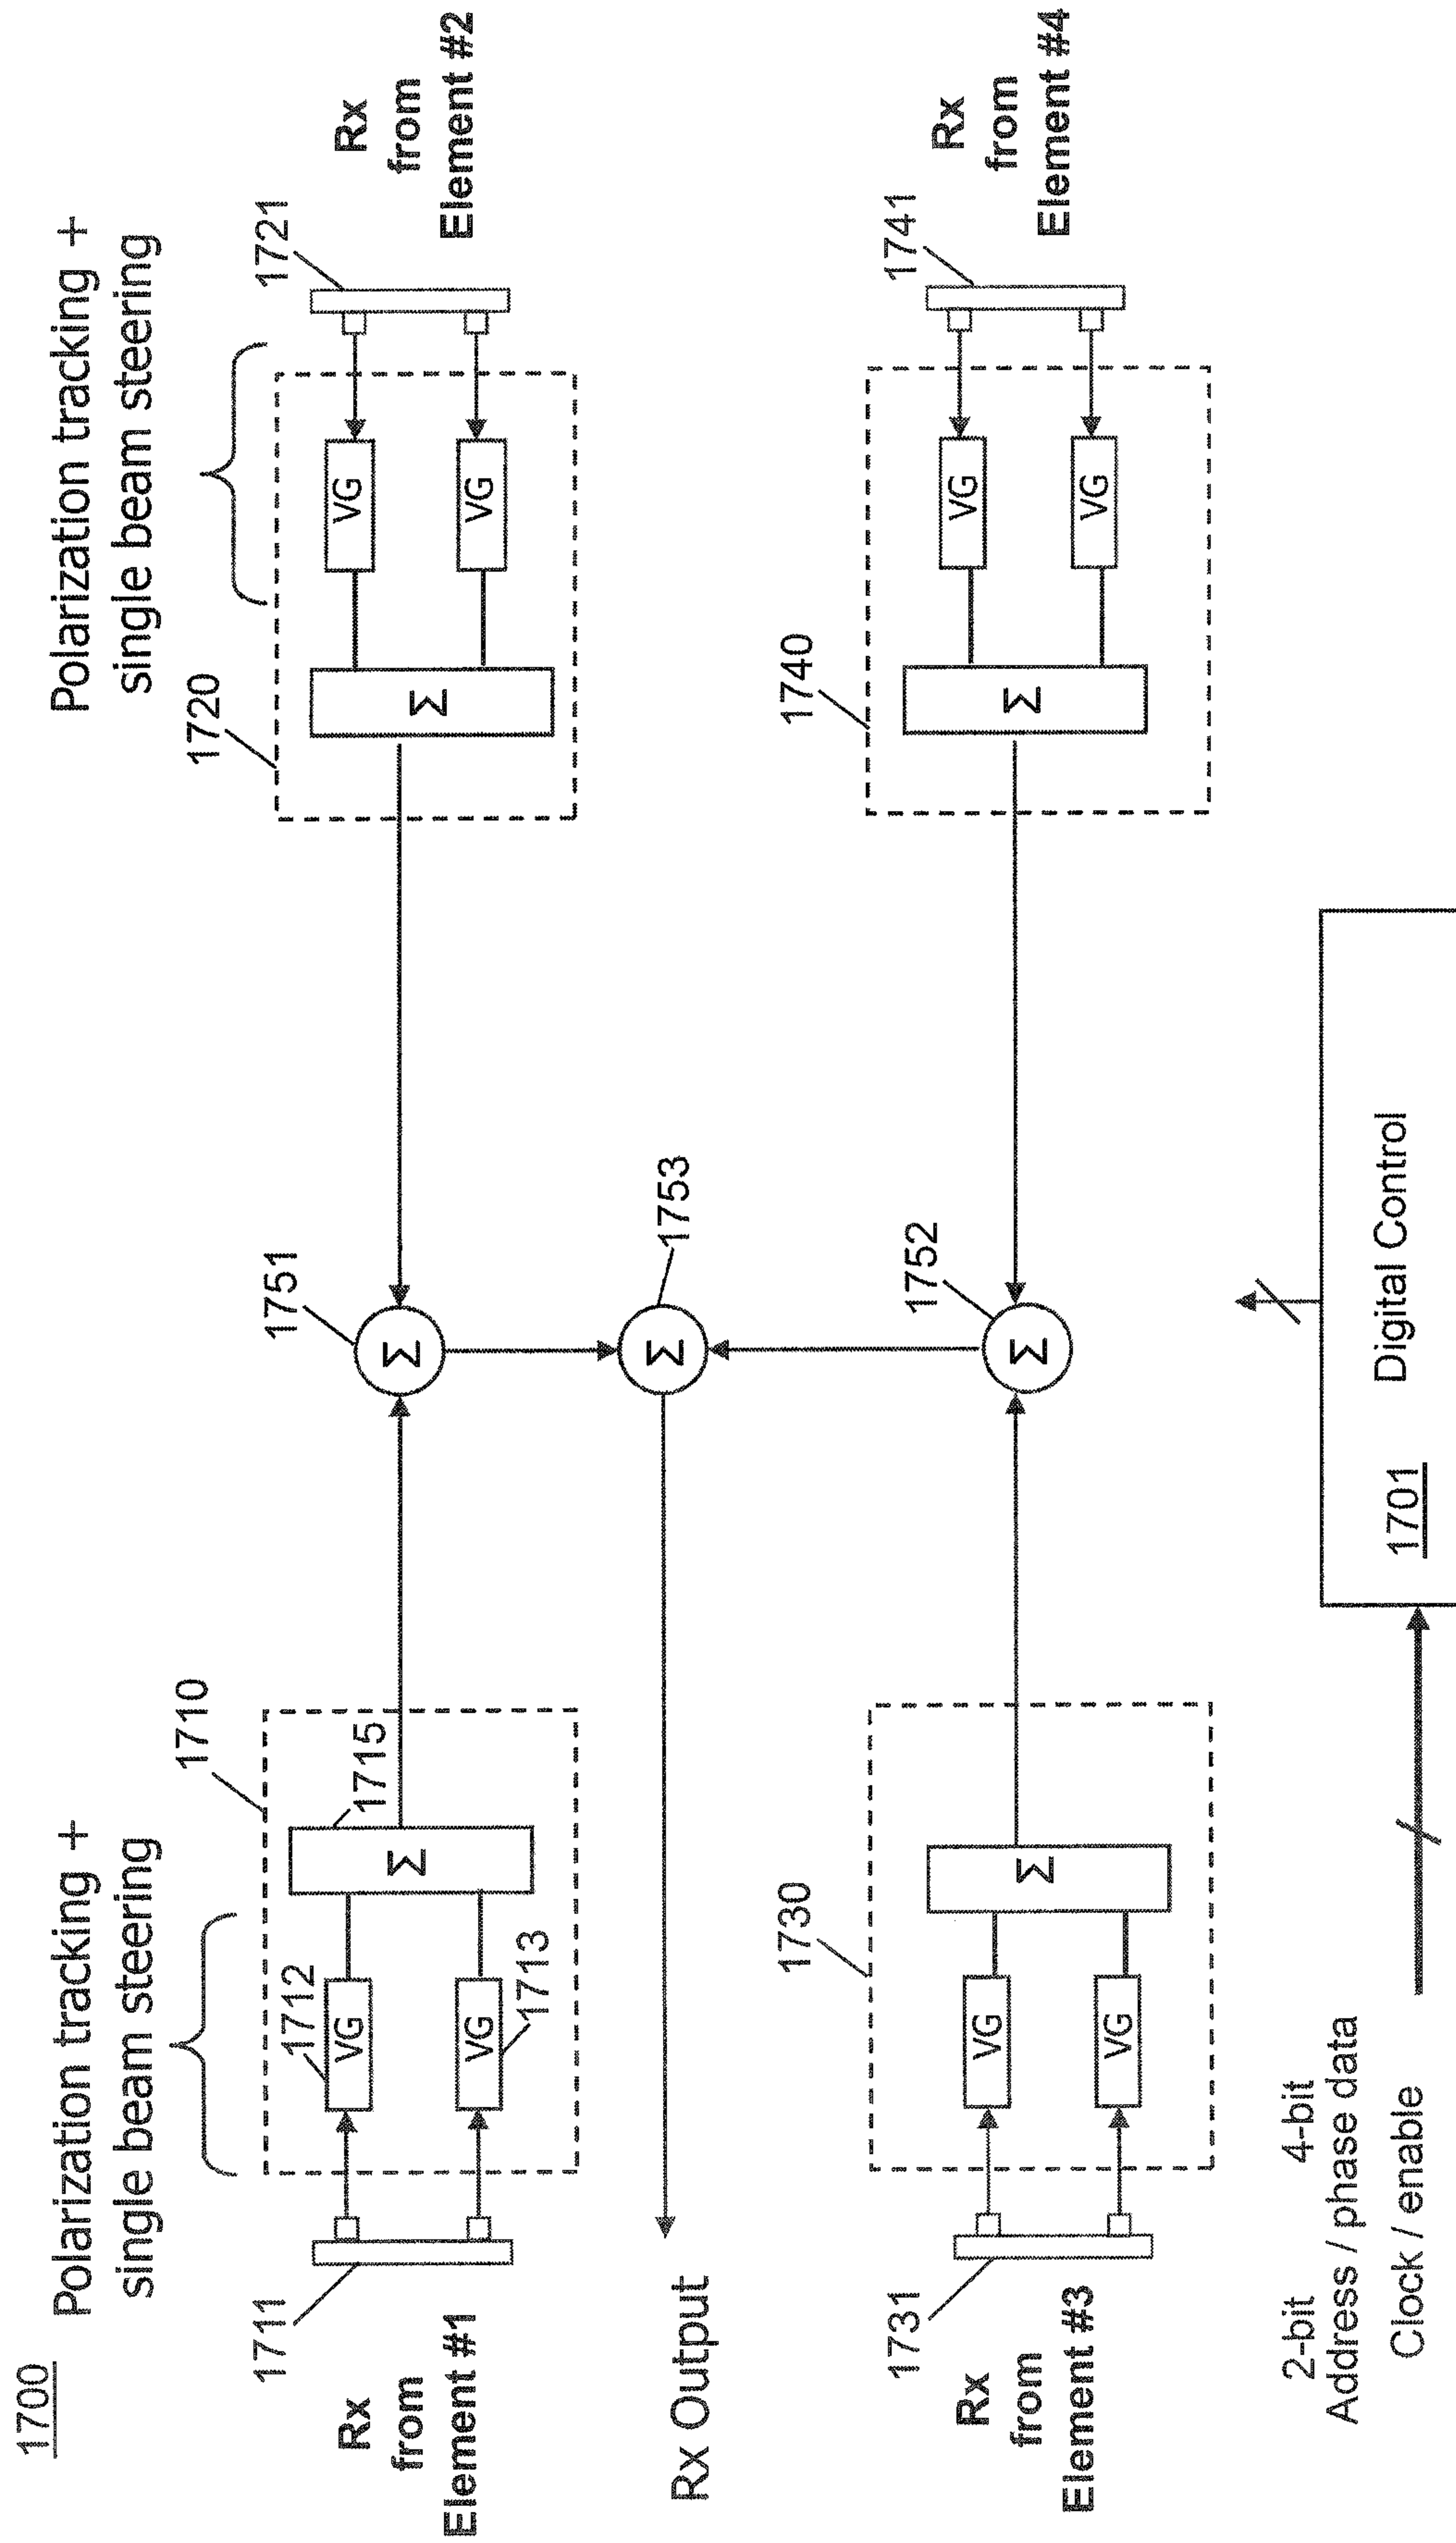 1700
Polarization tracking +
single beam steering
Polarization tracking +
single beam steering
1710
1720
1711
1712
VG
1715
Σ
VG
1713
Rx
from
Element #1
1751
Σ
Σ
VG
VG
1721
Rx
from
Element #2
Rx Output
Σ
1753
1730
1731
VG
VG
Σ
Rx
from
Element #3
1752
Σ
1740
Σ
VG
VG
1741
Rx
from
Element #4
2-bit 4-bit
Address / phase data
Clock / enable
1701
Digital Control